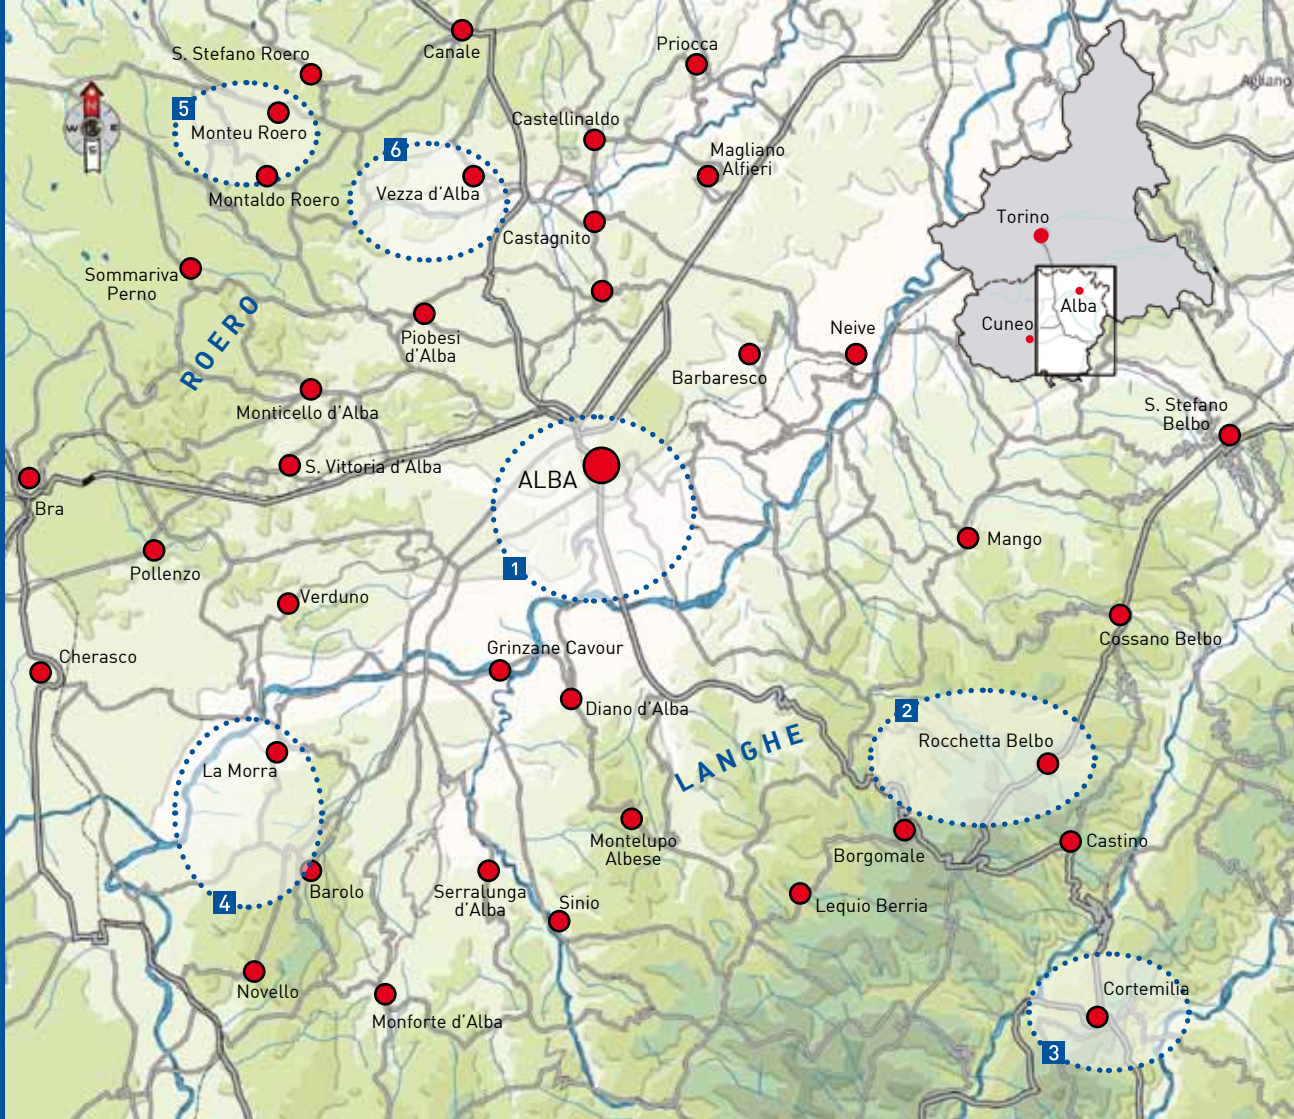 Canale
Priocca
S. Stefano Roero
5
Monteu Roero
Castellinaldo
6
Magliano
Alfieri
Agliano
N
W
E
S
Vezza d'Alba
Montaldo Roero
Castagnito
Torino
Sommariva
Perno
ROERO
Alba
Cuneo
Piobesi
d'Alba
Neive
Barbaresco
Monticello d'Alba
S. Stefano
Belbo
S. Vittoria d'Alba
ALBA
Bra
Mango
Pollenzo
1
Verduno
Cossano Belbo
Grinzane Cavour
Cherasco
Diano d'Alba
2
4
LANGHE
Rocchetta Belbo
La Morra
Montelupo
Albese
Borgomale
Castino
Barolo
Serralunga
d'Alba
Sinio
Lequio Berria
Novello
Cortemilia
Monforte d'Alba
3
4